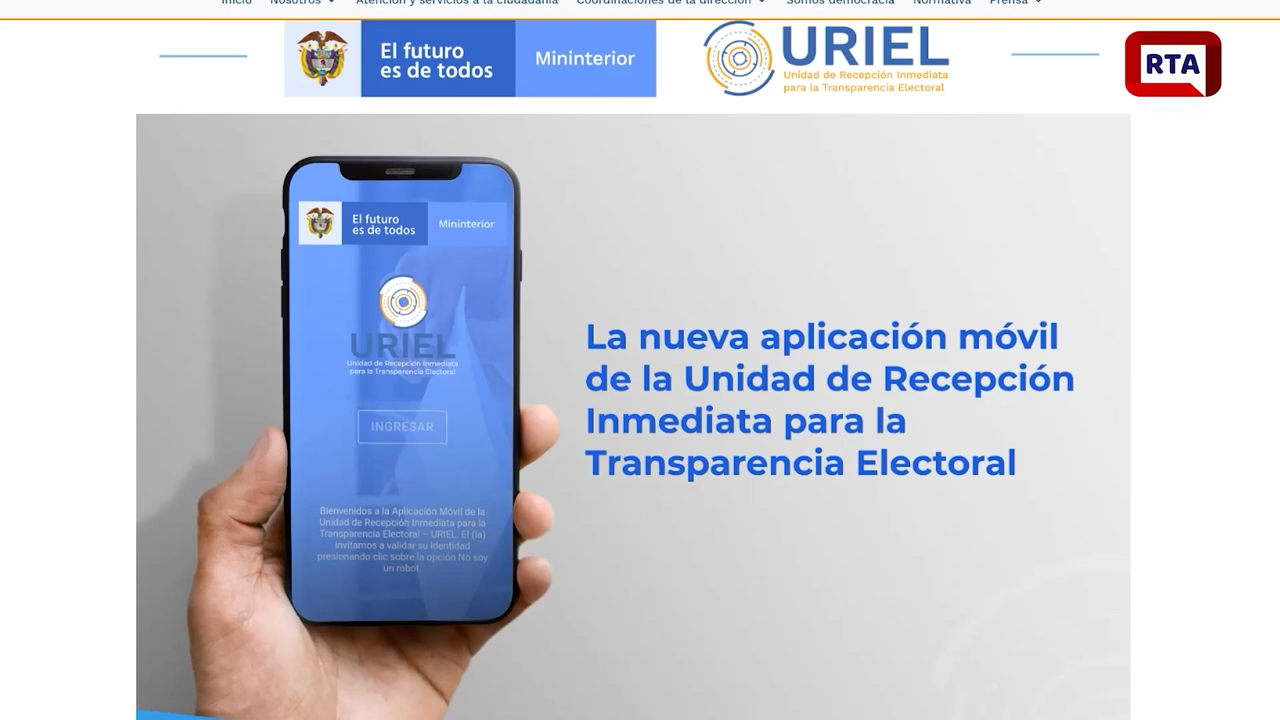 Inicio Nosotros Atención y servicios a la ciudadanía Coordinaciones de la dirección Somos democracia Normativa Prensa
El futuro
es de todos
Mininterior
URIEL
Unidad de Recepción Inmediata
para la Transparencia Electoral
RTA
El futuro
es de todos
Mininterior
URIEL
Unidad de Recepción Inmediata
para la Transparencia Electoral
INGRESAR
Bienvenidos a la Aplicación Móvil de la
Unidad de Recepción Inmediata para la
Transparencia Electoral – URIEL. El (la)
invitamos a validar su identidad
presionando clic sobre la opción No soy
un robot.
La nueva aplicación móvil
de la Unidad de Recepción
Inmediata para la
Transparencia Electoral